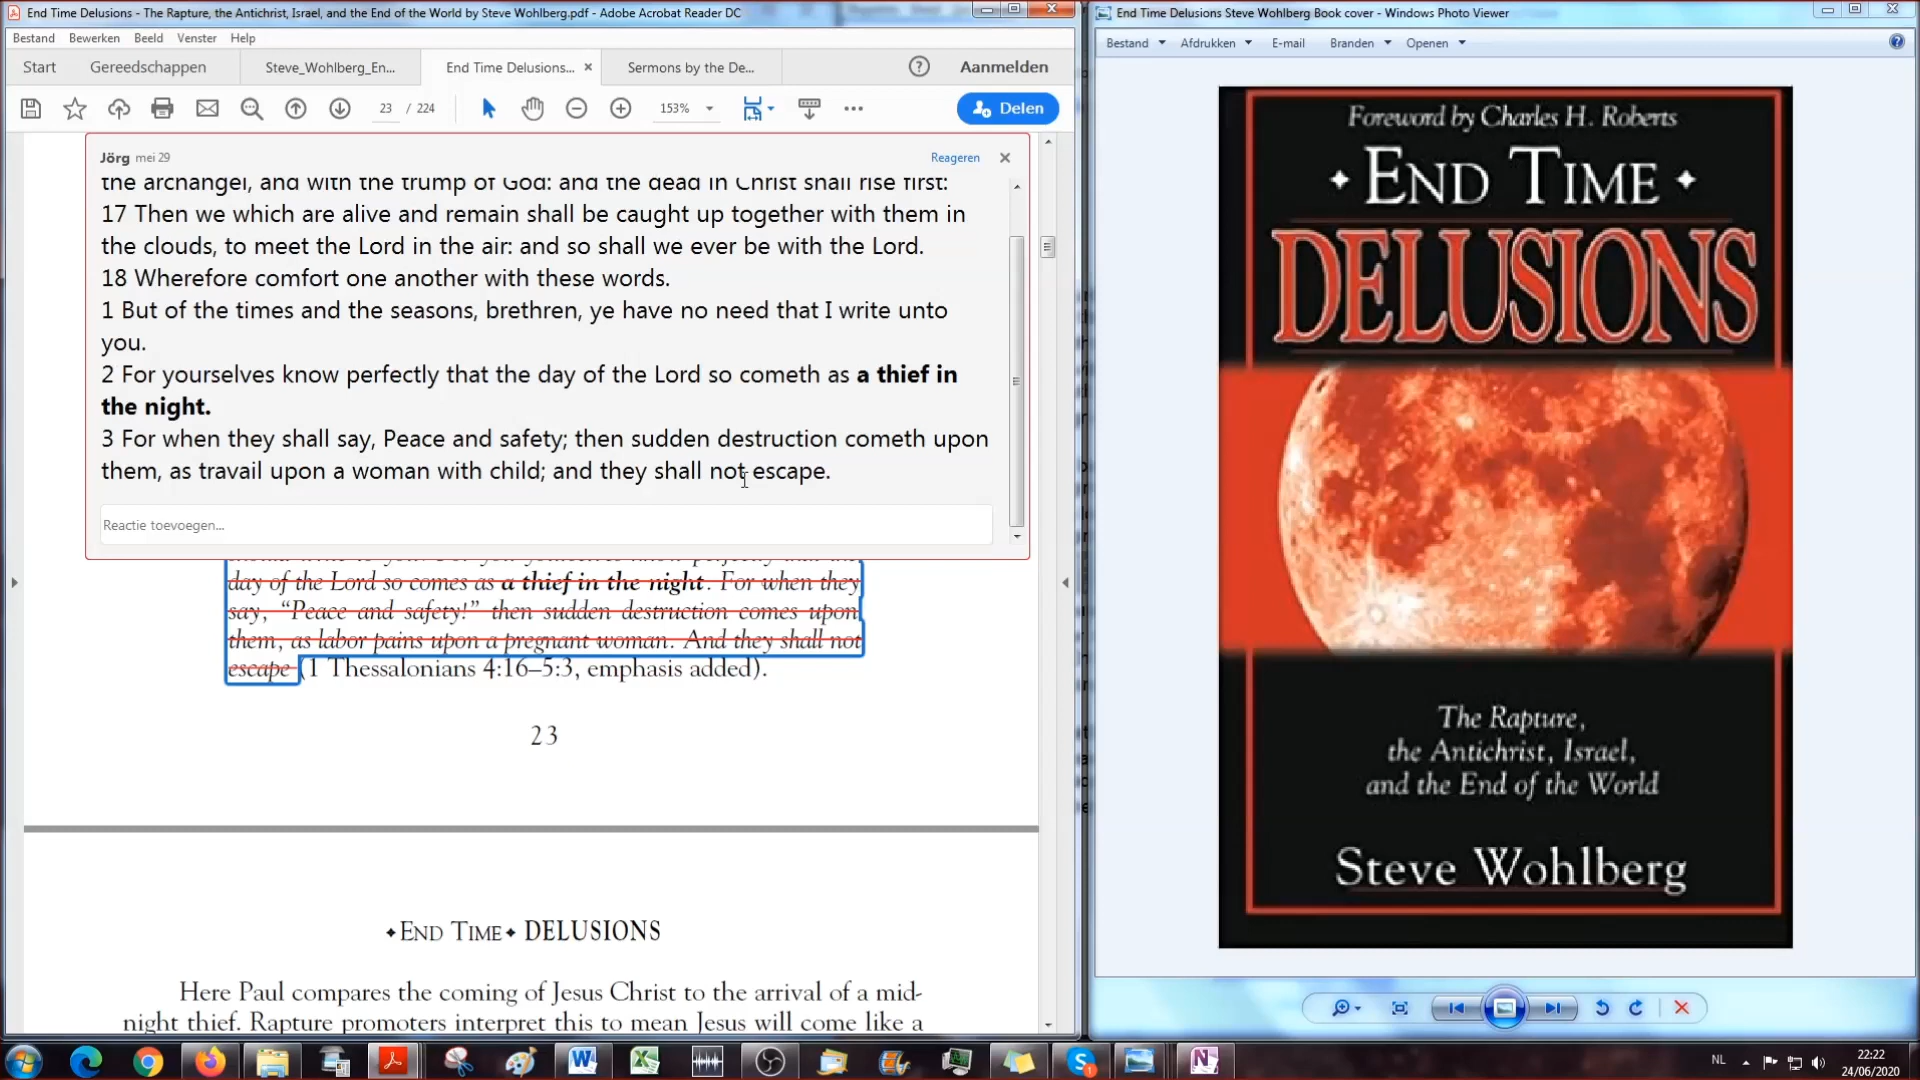 End Time Delusions - The Rapture, the Antichrist, Israel, and the End of the World by Steve Wohlberg.pdf - Adobe Acrobat Reader DC
Bestand Bewerken Beeld Venster Help
Start Gereedschappen Steve_Wohlberg_En... End Time Delusions... Sermons by the De... Aanmelden
23 / 224 153% Delen
Jörg mei 29 Reageren
the archangel, and with the trump of God: and the dead in Christ shall rise first:
17 Then we which are alive and remain shall be caught up together with them in
the clouds, to meet the Lord in the air: and so shall we ever be with the Lord.
18 Wherefore comfort one another with these words.
1 But of the times and the seasons, brethren, ye have no need that I write unto
you.
2 For yourselves know perfectly that the day of the Lord so cometh as a thief in
the night.
3 For when they shall say, Peace and safety; then sudden destruction cometh upon
them, as travail upon a woman with child; and they shall not escape.
Reactie toevoegen...
day of the Lord so comes as a thief in the night. For when they
say, “Peace and safety!” then sudden destruction comes upon
them, as labor pains upon a pregnant woman. And they shall not
escape (1 Thessalonians 4:16–5:3, emphasis added).
23
END TIME DELUSIONS
Here Paul compares the coming of Jesus Christ to the arrival of a mid-
night thief. Rapture promoters interpret this to mean Jesus will come like a
End Time Delusions Steve Wohlberg Book cover - Windows Photo Viewer
Bestand Afdrukken E-mail Branden Openen
Foreword by Charles H. Roberts
END TIME
DELUSIONS
The Rapture,
the Antichrist, Israel,
and the End of the World
Steve Wohlberg
NL
22:22
24/06/2020